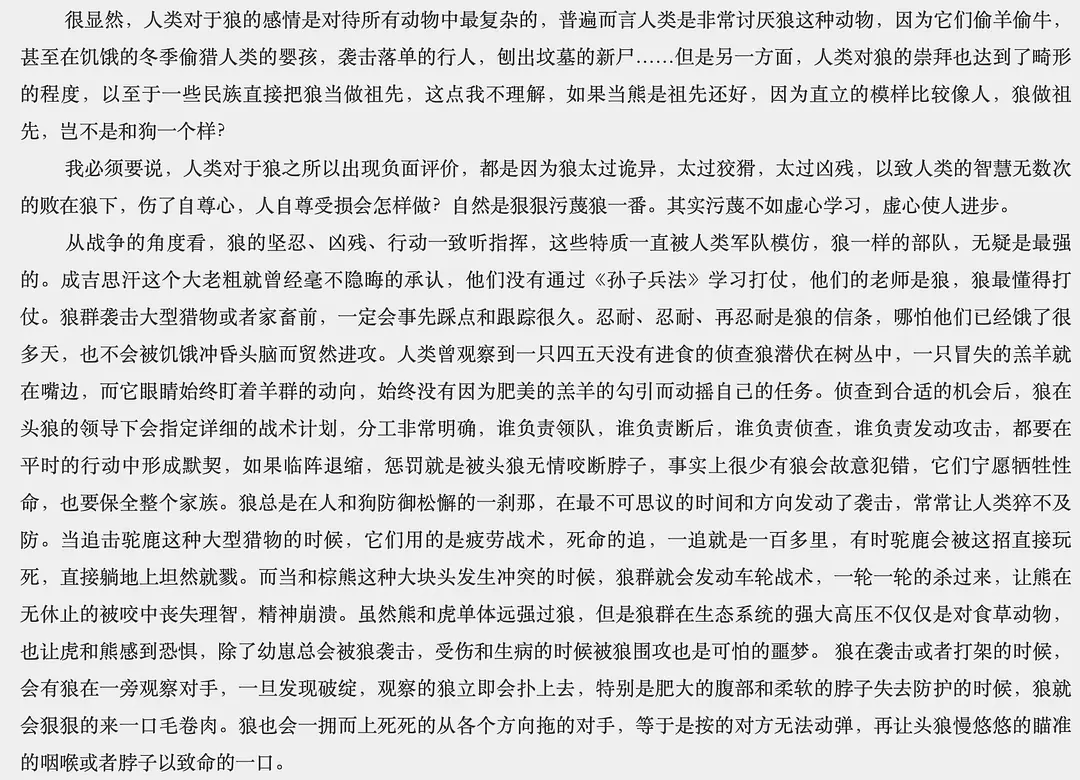 很显然，人类对于狼的感情是对待所有动物中最复杂的，普遍而言人类是非常讨厌狼这种动物，因为它们偷羊偷牛，
甚至在饥饿的冬季偷猎人类的婴孩，袭击落单的行人，刨出坟墓的新尸……但是另一方面，人类对狼的崇拜也达到了畸形
的程度，以至于一些民族直接把狼当做祖先，这点我不理解，如果当熊是祖先还好，因为直立的模样比较像人，狼做祖
先，岂不是和狗一个样？
我必须要说，人类对于狼之所以出现负面评价，都是因为狼太过诡异，太过狡猾，太过凶残，以致人类的智慧无数次
的败在狼下，伤了自尊心，人自尊受损会怎样做？自然是狠狠污蔑狼一番。其实污蔑不如虚心学习，虚心使人进步。
从战争的角度看，狼的坚忍、凶残、行动一致听指挥，这些特质一直被人类军队模仿，狼一样的部队，无疑是最强
的。成吉思汗这个大老粗就曾经毫不隐晦的承认，他们没有通过《孙子兵法》学习打仗，他们的老师是狼，狼最懂得打
仗。狼群袭击大型猎物或者家畜前，一定会事先踩点和跟踪很久。忍耐、忍耐、再忍耐是狼的信条，哪怕他们已经饿了很
多天，也不会被饥饿冲昏头脑而贸然进攻。人类曾观察到一只四五天没有进食的侦查狼潜伏在树丛中，一只冒失的羔羊就
在嘴边，而它眼睛始终盯着羊群的动向，始终没有因为肥美的羔羊的勾引而动摇自己的任务。侦查到合适的机会后，狼在
头狼的领导下会指定详细的战术计划，分工非常明确，谁负责领队，谁负责断后，谁负责侦查，谁负责发动攻击，都要在
平时的行动中形成默契，如果临阵退缩，惩罚就是被头狼无情咬断脖子，事实上很少有狼会故意犯错，它们宁愿牺牲性
命，也要保全整个家族。狼总是在人和狗防御松懈的一刹那，在最不可思议的时间和方向发动了袭击，常常让人类猝不及
防。当追击驼鹿这种大型猎物的时候，它们用的是疲劳战术，死命的追，一追就是一百多里，有时驼鹿会被这招直接玩
死，直接躺地上坦然就戮。而当和棕熊这种大块头发生冲突的时候，狼群就会发动车轮战术，一轮一轮的杀过来，让熊在
无休止的被咬中丧失理智，精神崩溃。虽然熊和虎单体远强过狼，但是狼群在生态系统的强大高压不仅仅是对食草动物，
也让虎和熊感到恐惧，除了幼崽总会被狼袭击，受伤和生病的时候被狼围攻也是可怕的噩梦。 狼在袭击或者打架的时候，
会有狼在一旁观察对手，一旦发现破绽，观察的狼立即会扑上去，特别是肥大的腹部和柔软的脖子失去防护的时候，狼就
会狠狠的来一口毛卷肉。狼也会一拥而上死死的从各个方向拖的对手，等于是按的对方无法动弹，再让头狼慢悠悠的瞄准
的咽喉或者脖子以致命的一口。